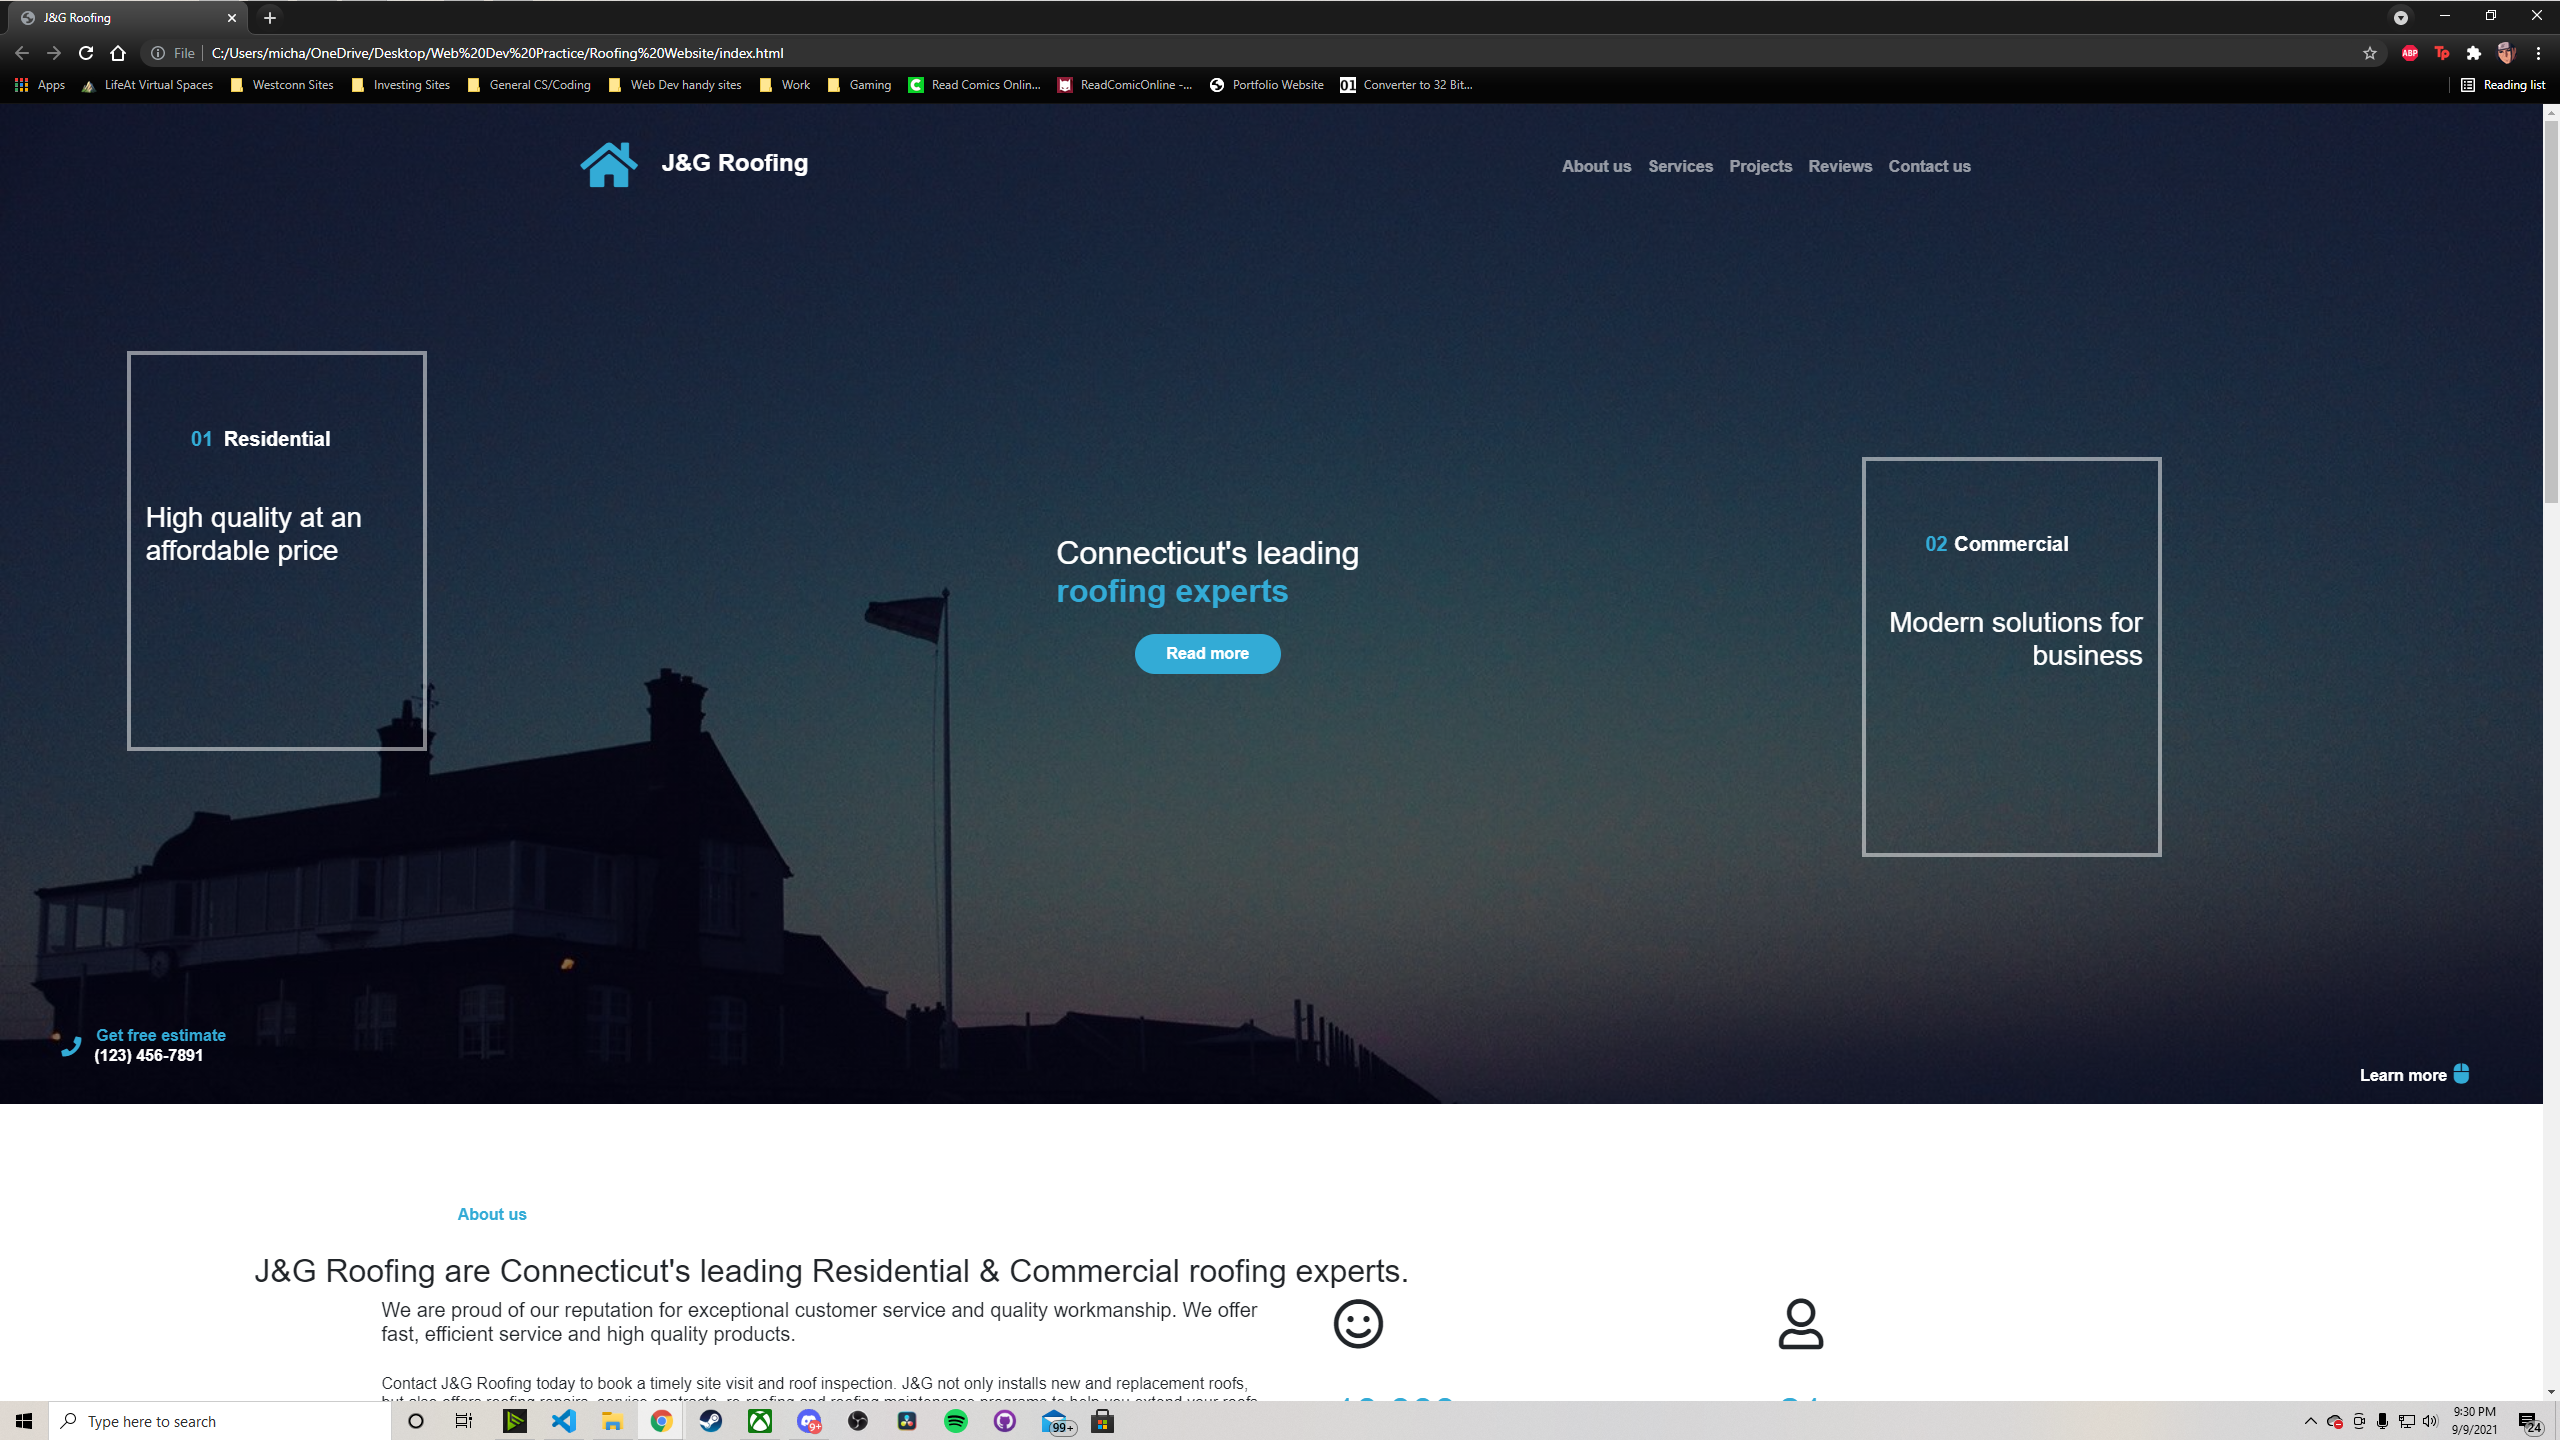 J&G Roofing
File
C:/Users/micha/OneDrive/Desktop/Web%20Dev%20Practice/Roofing%20Website/index.html
ABP
Tp
Apps
LifeAt Virtual Spaces
Westconn Sites
Investing Sites
General CS/Coding
Web Dev handy sites
Work
Gaming
Read Comics Onlin...
ReadComicOnline -...
Portfolio Website
01
Converter to 32 Bit...
Reading list
J&G Roofing
About us
Services
Projects
Reviews
Contact us
01 Residential
High quality at an
affordable price
Connecticut's leading
roofing experts
Read more
02 Commercial
Modern solutions for
business
Get free estimate
(123) 456-7891
Learn more
About us
J&G Roofing are Connecticut's leading Residential & Commercial roofing experts.
We are proud of our reputation for exceptional customer service and quality workmanship. We offer
fast, efficient service and high quality products.
Contact J&G Roofing today to book a timely site visit and roof inspection. J&G not only installs new and replacement roofs,
Type here to search
9+
99+
9:30 PM
9/9/2021
24